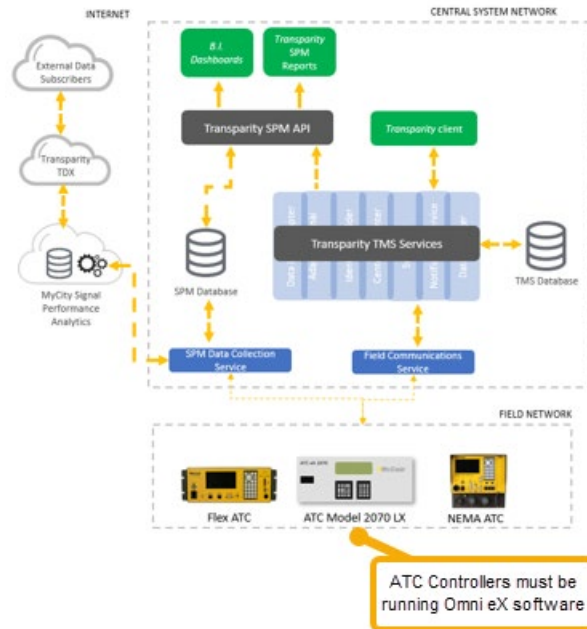 INTERNET
CENTRAL SYSTEM NETWORK
External Data
Subscribers
Transparity
TDX
MyCity Signal
Performance
Analytics
B.I.
Dashboards
Transparity
SPM
Reports
Transparity SPM API
Transparity client
Transparity TMS Services
SPM Database
TMS Database
SPM Data Collection
Service
Field Communications
Service
FIELD NETWORK
Flex ATC
ATC Model 2070 LX
NEMA ATC
ATC Controllers must be
running Omni eX software